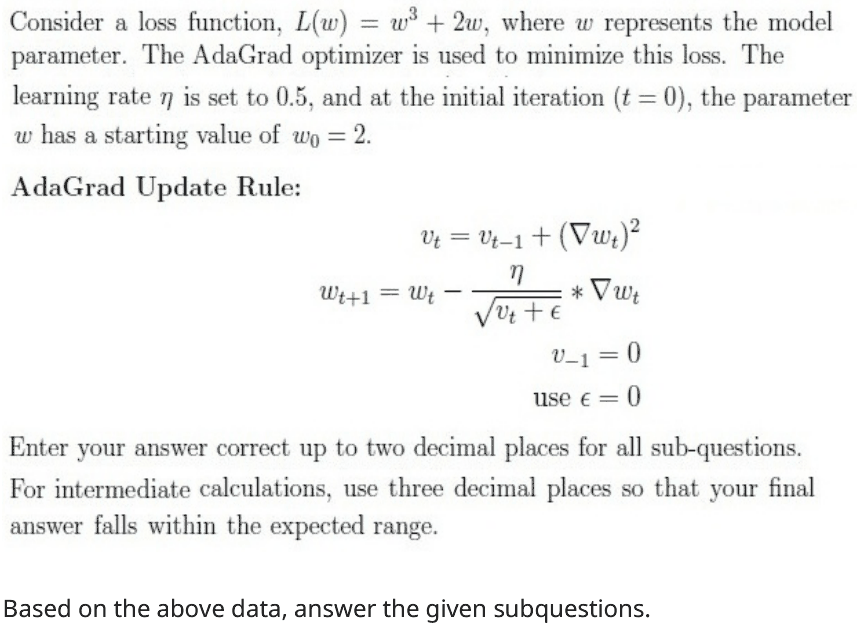 Consider a loss function, L(w) = w³ + 2w, where w represents the model
parameter. The AdaGrad optimizer is used to minimize this loss. The
learning rate η is set to 0.5, and at the initial iteration (t = 0), the parameter
w has a starting value of w₀ = 2.
AdaGrad Update Rule:
vₜ = vₜ₋₁ + (∇wₜ)²
wₜ₊₁ = wₜ − η/√(vₜ + ϵ) * ∇wₜ
v₋₁ = 0
use ϵ = 0
Enter your answer correct up to two decimal places for all sub-questions.
For intermediate calculations, use three decimal places so that your final
answer falls within the expected range.
Based on the above data, answer the given subquestions.